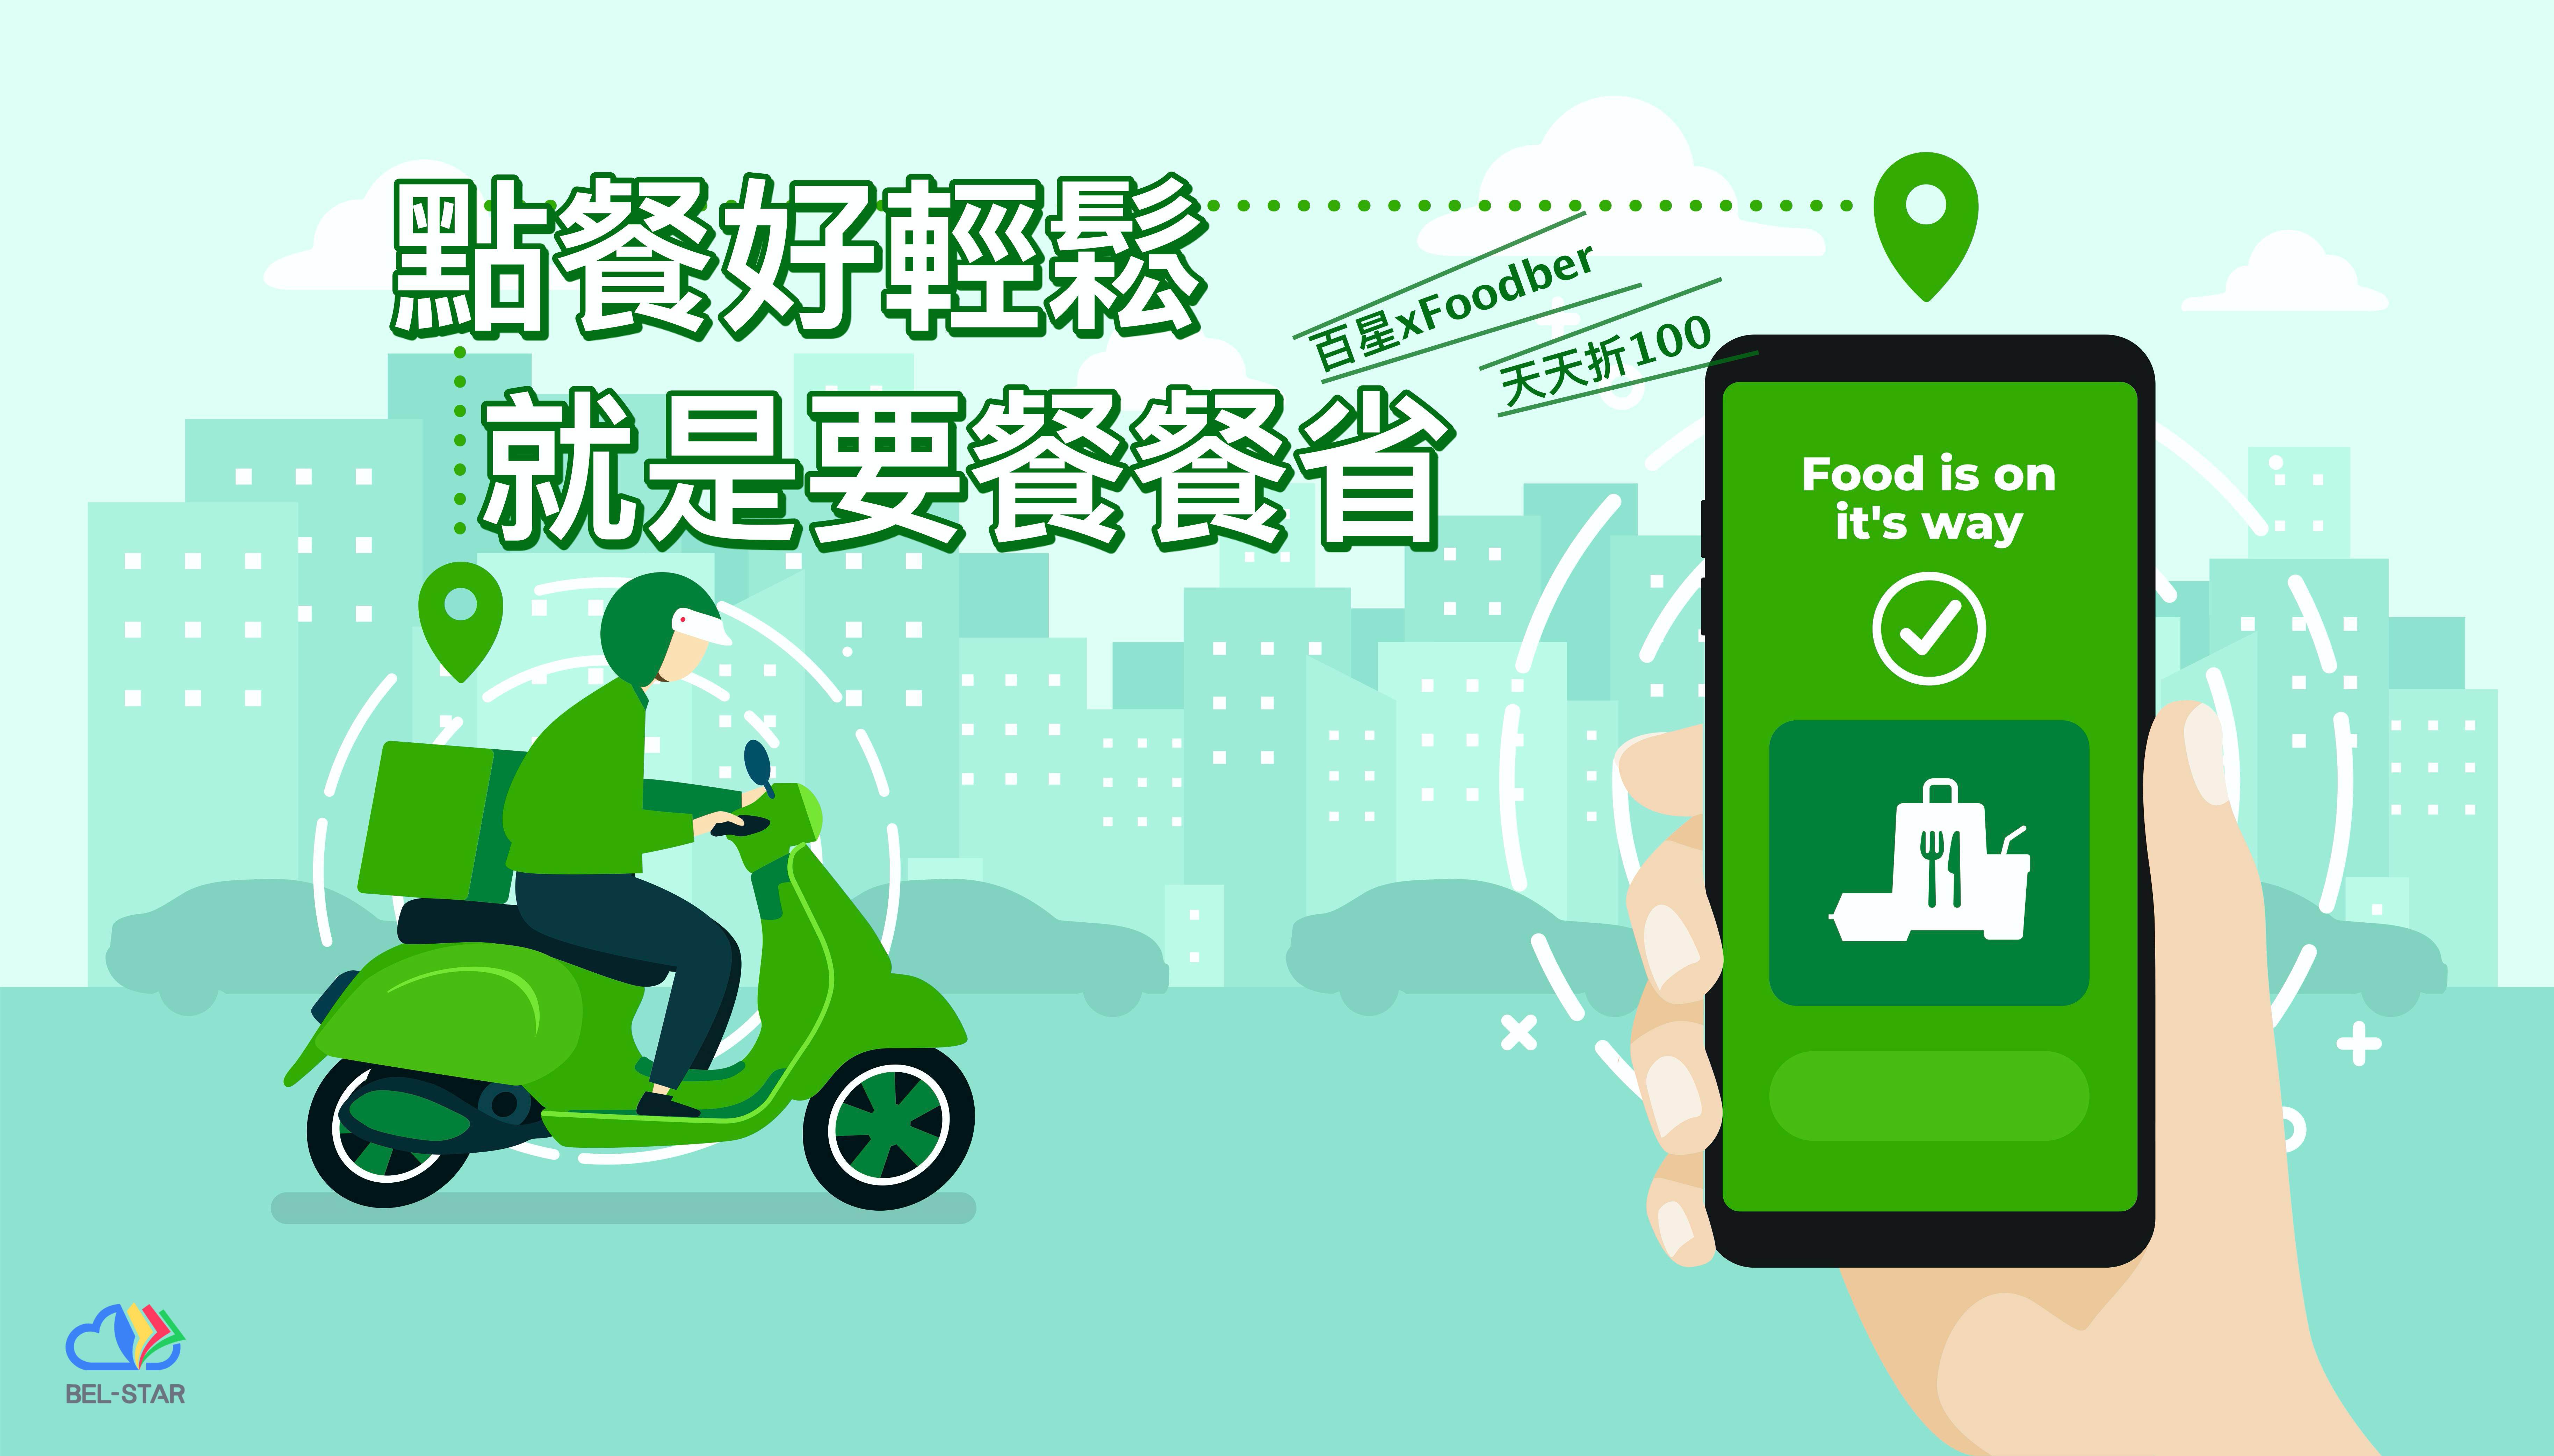 點餐好輕鬆
就是要餐餐省
百星xFoodber
天天折100
Food is on
it's way
BEL-STAR